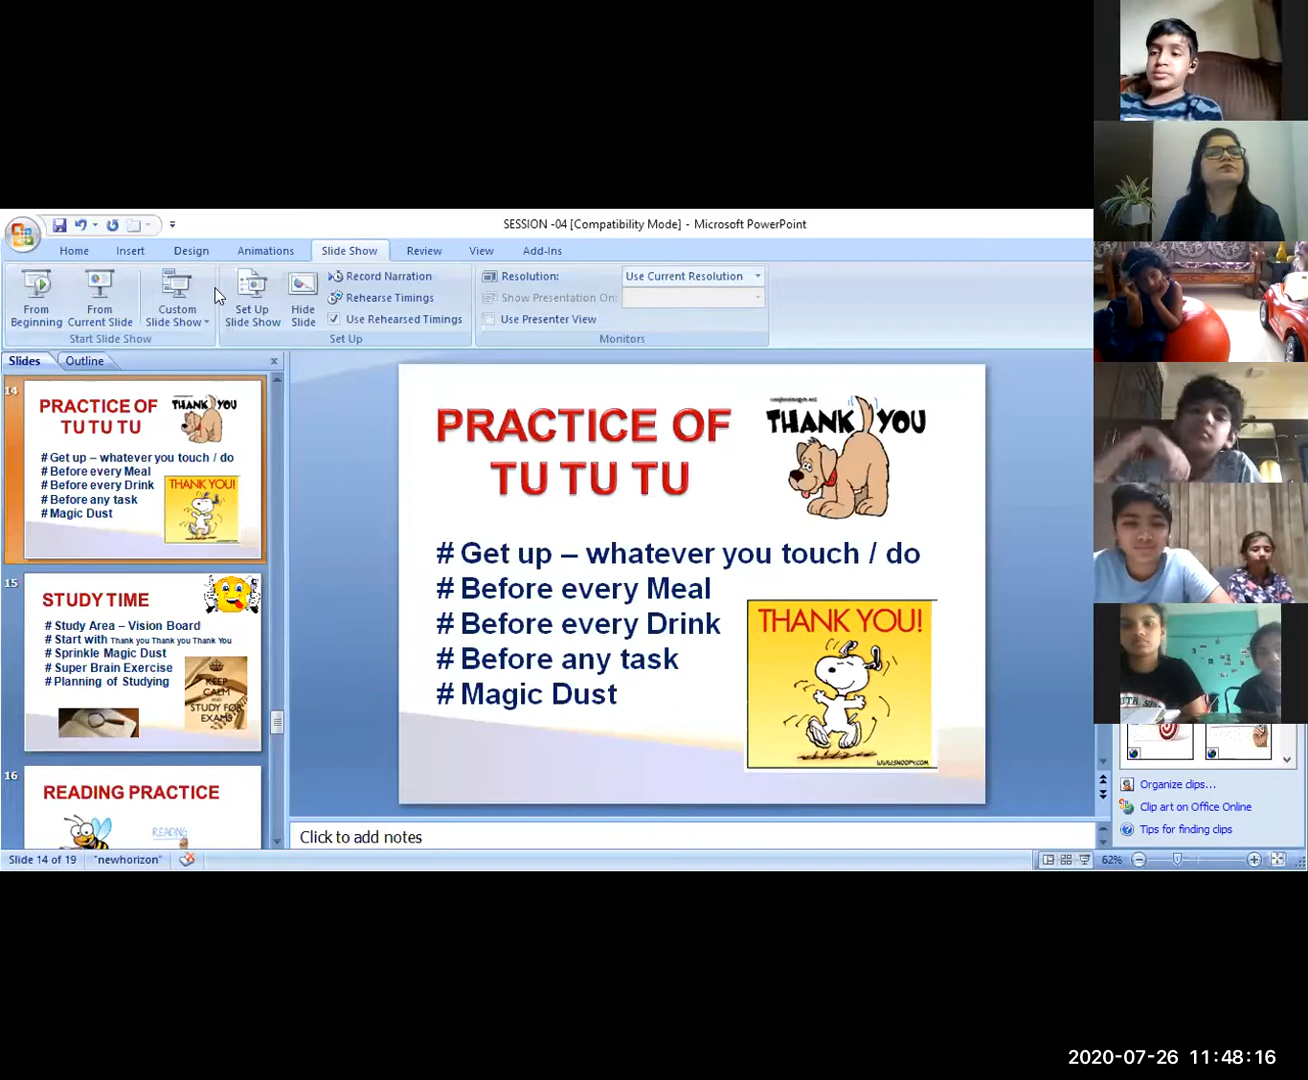 SESSION -04 [Compatibility Mode] - Microsoft PowerPoint
Home Insert Design Animations Slide Show Review View Add-Ins
From Beginning
From Current Slide
Custom Slide Show
Start Slide Show
Set Up Slide Show
Hide Slide
Record Narration
Rehearse Timings
Use Rehearsed Timings
Set Up
Resolution: Use Current Resolution
Show Presentation On:
Use Presenter View
Monitors
Slides Outline
14
PRACTICE OF
TU TU TU
THANK YOU
# Get up – whatever you touch / do
# Before every Meal
# Before every Drink
# Before any task
# Magic Dust
THANK YOU!
15
STUDY TIME
# Study Area – Vision Board
# Start with Thank you Thank you Thank You
# Sprinkle Magic Dust
# Super Brain Exercise
# Planning of Studying
KEEP
CALM
AND
STUDY FOR
EXAMS
16
READING PRACTICE
READING
PRACTICE OF
TU TU TU
THANK YOU
# Get up – whatever you touch / do
# Before every Meal
# Before every Drink
# Before any task
# Magic Dust
THANK YOU!
WWW.SNOOPY.COM
Click to add notes
Organize clips...
Clip art on Office Online
Tips for finding clips
Slide 14 of 19 "newhorizon" 62%
2020-07-26 11:48:16